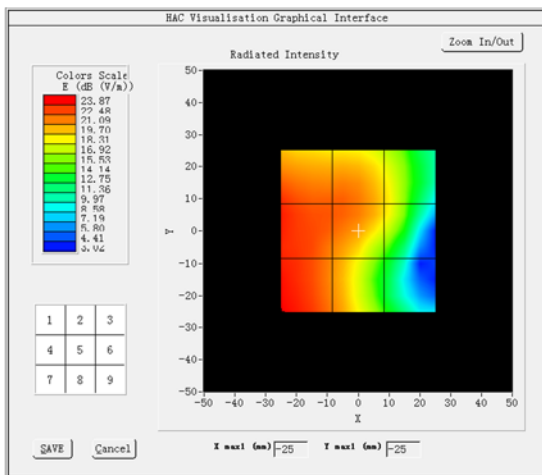 HAC Visualisation Graphical Interface
Zoom In/Out
Radiated Intensity
Colors Scale
E (dB (V/m))
23.87
22.48
21.09
19.70
18.31
16.92
15.53
14.14
12.75
11.36
9.97
8.58
7.19
5.80
4.41
3.02
50
40
30
20
10
0
-10
-20
-30
-40
-50
Y
-50 -40 -30 -20 -10 0 10 20 30 40 50
X
1 2 3
4 5 6
7 8 9
SAVE Cancel
X max1 (mm) -25 Y max1 (mm) -25